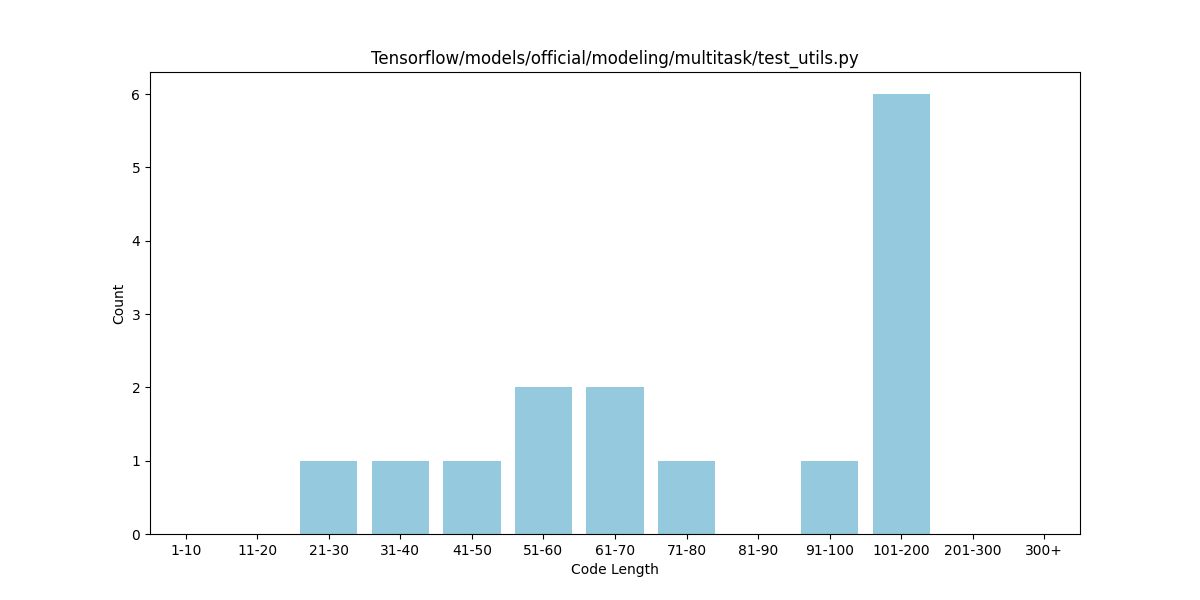 Tensorflow/models/official/modeling/multitask/test_utils.py
6
5
4
3
2
1
0
Count
1-10 11-20 21-30 31-40 41-50 51-60 61-70 71-80 81-90 91-100 101-200 201-300 300+
Code Length